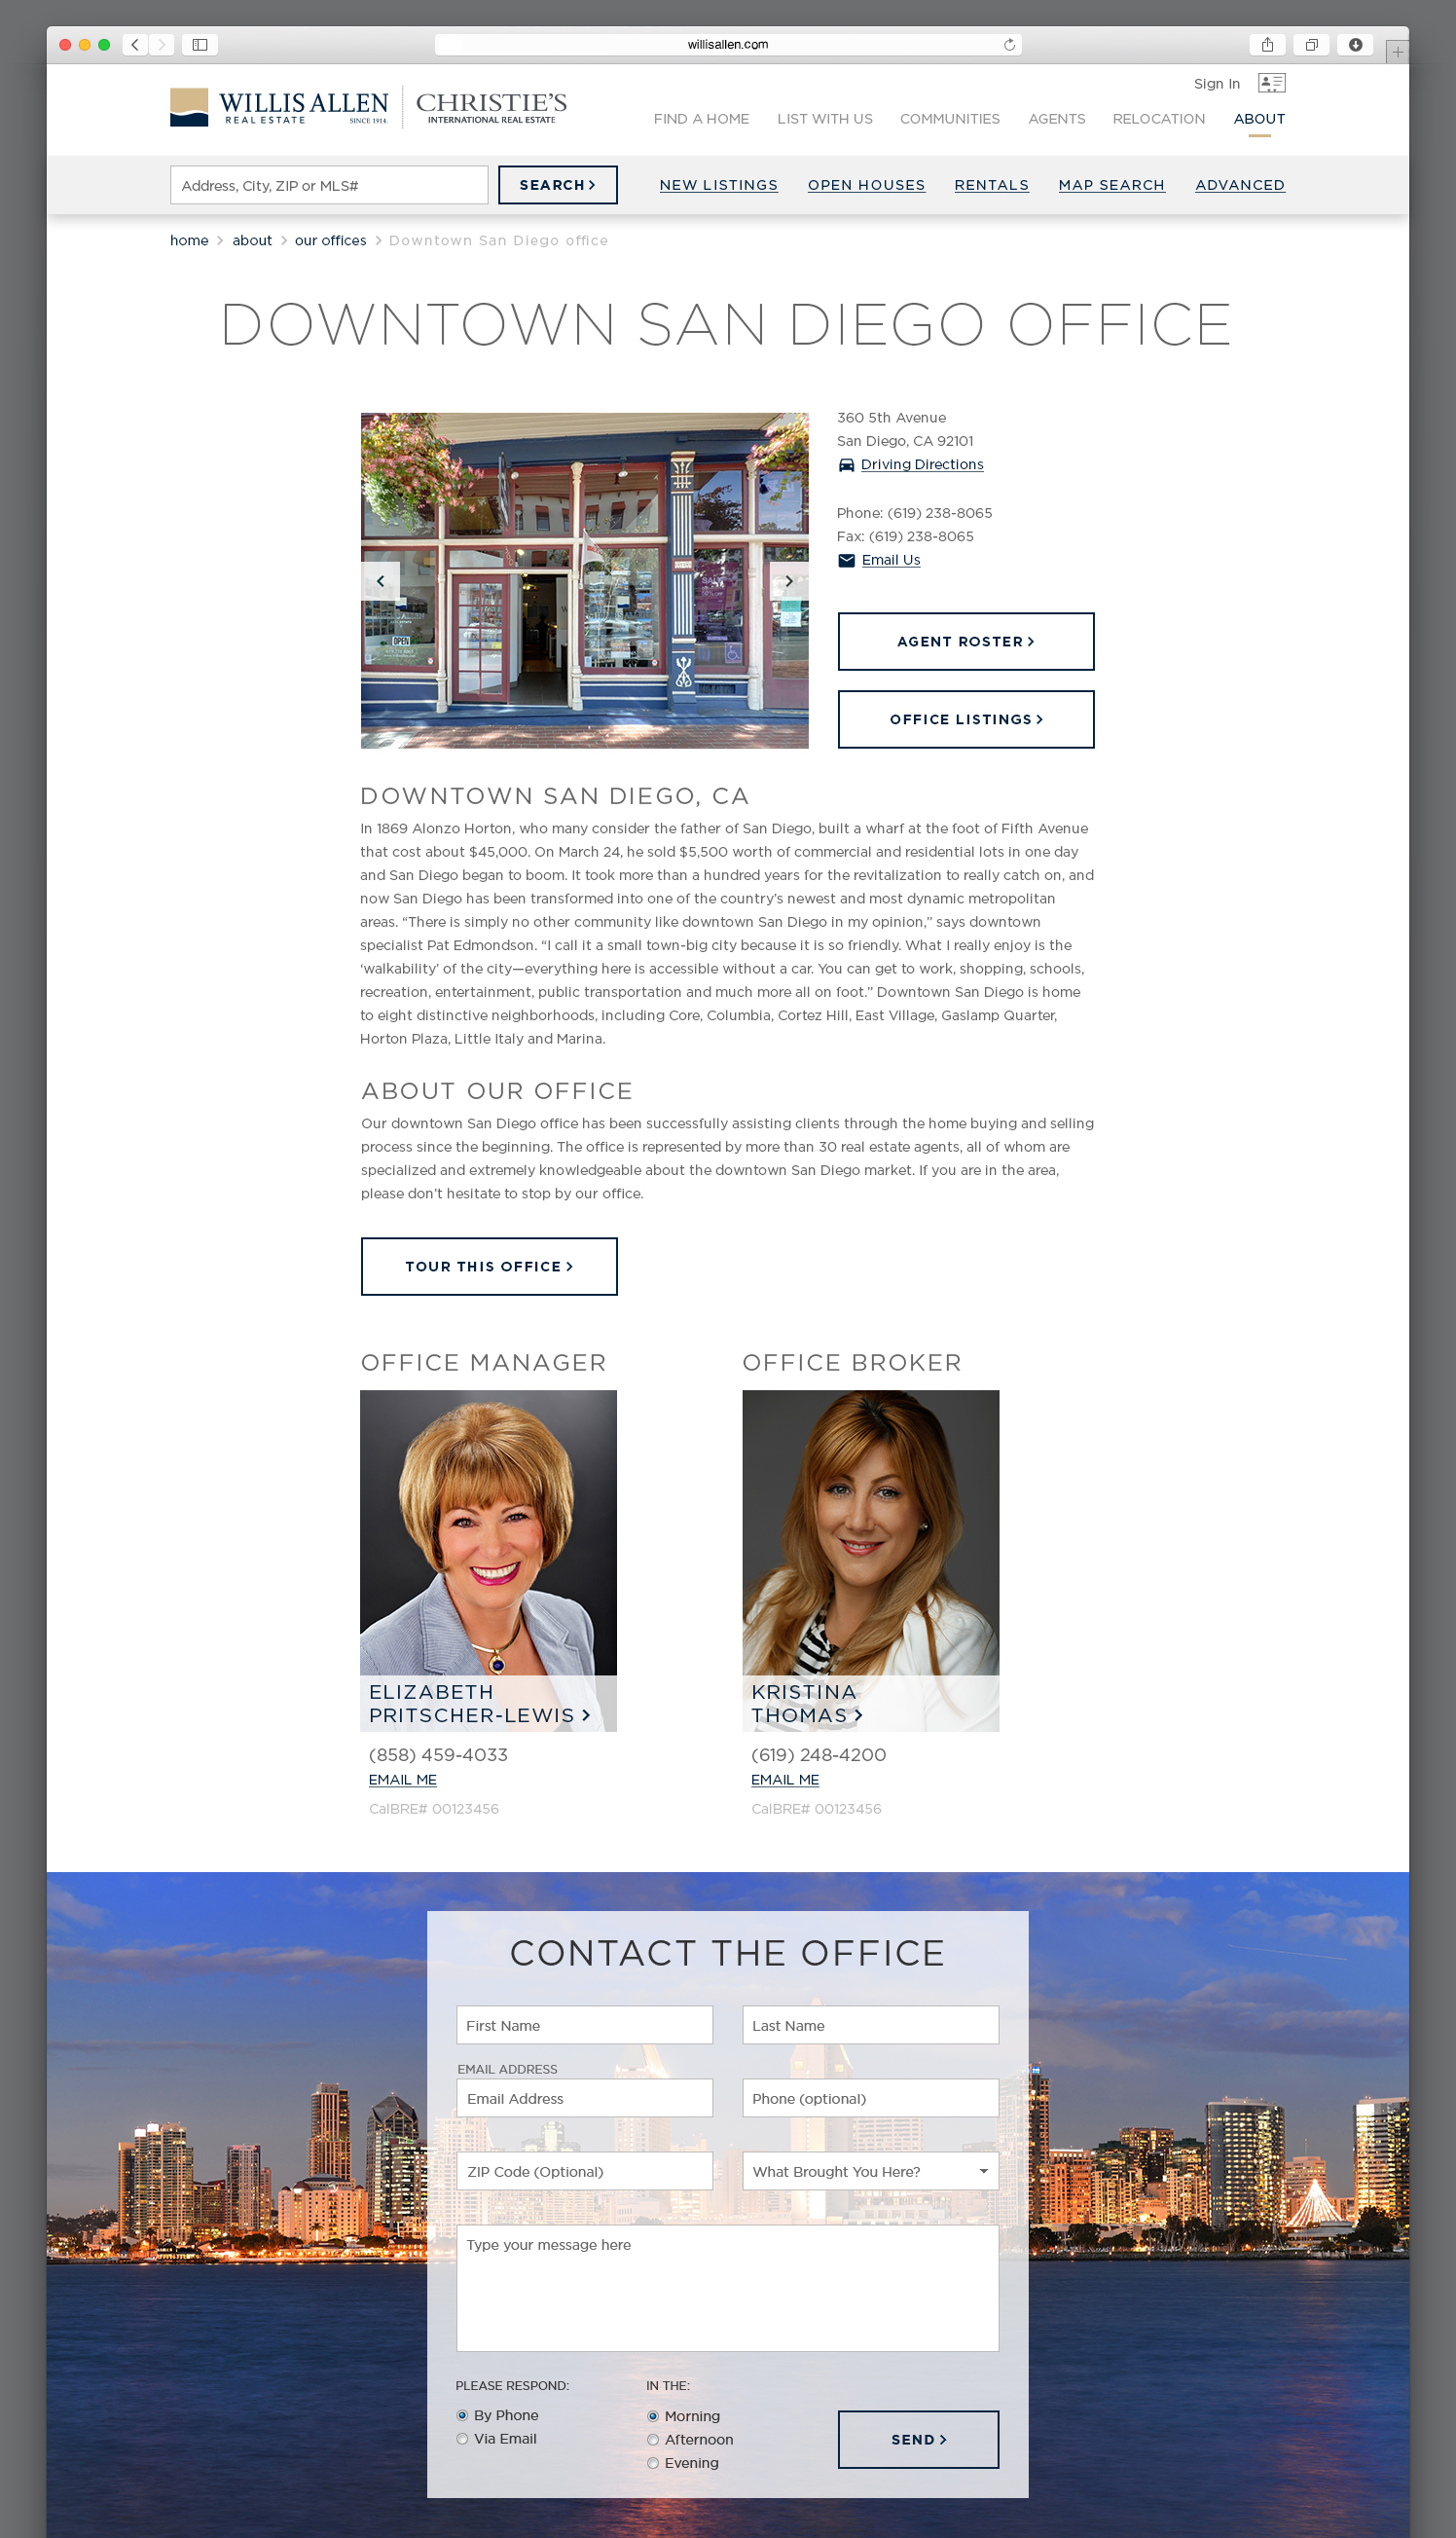 willisallen.com
Sign In
WILLIS ALLEN
REAL ESTATE SINCE 1914.
CHRISTIE'S
INTERNATIONAL REAL ESTATE
FIND A HOME LIST WITH US COMMUNITIES AGENTS RELOCATION ABOUT
Address, City, ZIP or MLS# SEARCH NEW LISTINGS OPEN HOUSES RENTALS MAP SEARCH ADVANCED
home about our offices Downtown San Diego office
DOWNTOWN SAN DIEGO OFFICE
OPEN
SALE
360 5th Avenue
San Diego, CA 92101
Driving Directions
Phone: (619) 238-8065
Fax: (619) 238-8065
Email Us
AGENT ROSTER
OFFICE LISTINGS
DOWNTOWN SAN DIEGO, CA
In 1869 Alonzo Horton, who many consider the father of San Diego, built a wharf at the foot of Fifth Avenue
that cost about $45,000. On March 24, he sold $5,500 worth of commercial and residential lots in one day
and San Diego began to boom. It took more than a hundred years for the revitalization to really catch on, and
now San Diego has been transformed into one of the country's newest and most dynamic metropolitan
areas. “There is simply no other community like downtown San Diego in my opinion,” says downtown
specialist Pat Edmondson. “I call it a small town-big city because it is so friendly. What I really enjoy is the
‘walkability’ of the city—everything here is accessible without a car. You can get to work, shopping, schools,
recreation, entertainment, public transportation and much more all on foot.” Downtown San Diego is home
to eight distinctive neighborhoods, including Core, Columbia, Cortez Hill, East Village, Gaslamp Quarter,
Horton Plaza, Little Italy and Marina.
ABOUT OUR OFFICE
Our downtown San Diego office has been successfully assisting clients through the home buying and selling
process since the beginning. The office is represented by more than 30 real estate agents, all of whom are
specialized and extremely knowledgeable about the downtown San Diego market. If you are in the area,
please don't hesitate to stop by our office.
TOUR THIS OFFICE
OFFICE MANAGER
ELIZABETH
PRITSCHER-LEWIS
(858) 459-4033
EMAIL ME
CalBRE# 00123456
OFFICE BROKER
KRISTINA
THOMAS
(619) 248-4200
EMAIL ME
CalBRE# 00123456
CONTACT THE OFFICE
First Name Last Name
EMAIL ADDRESS
Email Address Phone (optional)
ZIP Code (Optional) What Brought You Here?
Type your message here
PLEASE RESPOND:
By Phone
Via Email
IN THE:
Morning
Afternoon
Evening
SEND